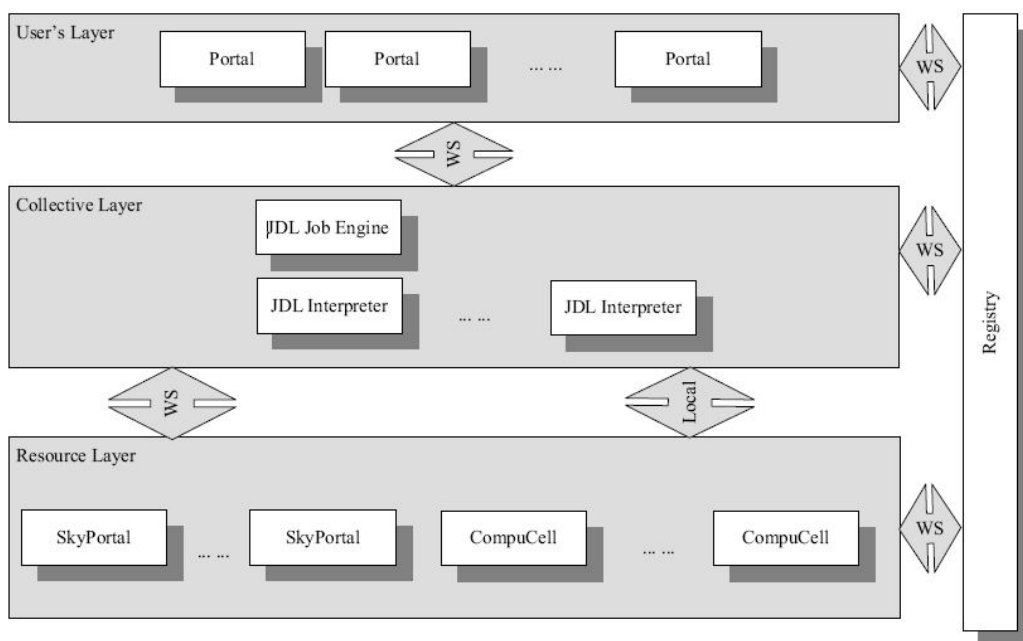 User's Layer
Portal
Portal
... ...
Portal
WS
WS
Collective Layer
JDL Job Engine
JDL Interpreter
... ...
JDL Interpreter
WS
Registry
WS
Local
Resource Layer
SkyPortal
... ...
SkyPortal
CompuCell
... ...
CompuCell
WS